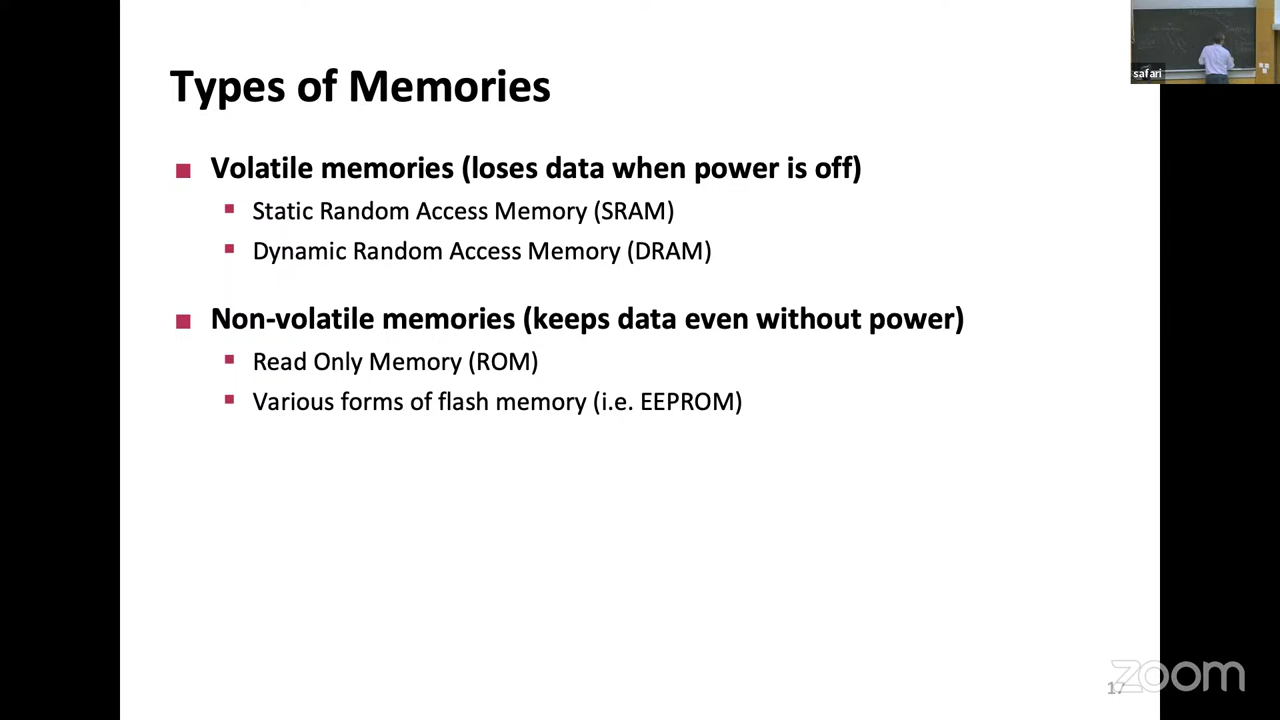 safari
Types of Memories
Volatile memories (loses data when power is off)
Static Random Access Memory (SRAM)
Dynamic Random Access Memory (DRAM)
Non-volatile memories (keeps data even without power)
Read Only Memory (ROM)
Various forms of flash memory (i.e. EEPROM)
17
zoom